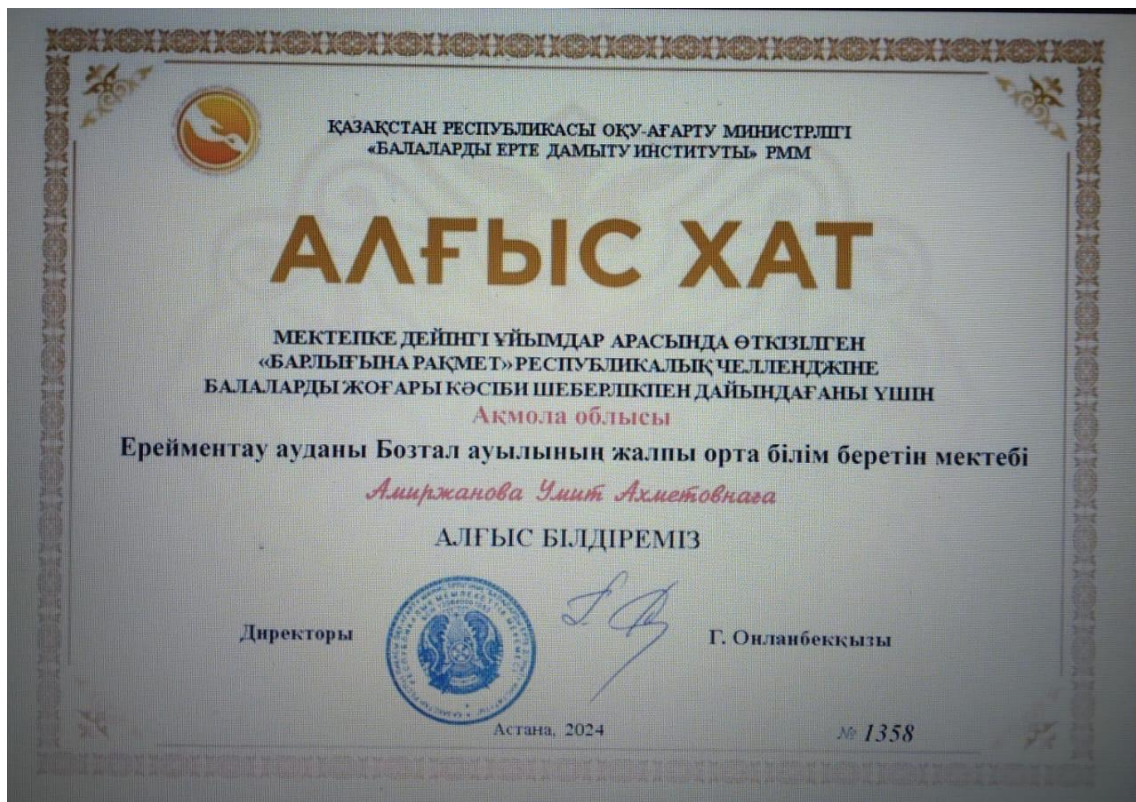 ҚАЗАҚСТАН РЕСПУБЛИКАСЫ ОҚУ-АҒАРТУ МИНИСТРЛІГІ
«БАЛАЛАРДЫ ЕРТЕ ДАМЫТУ ИНСТИТУТЫ» РММ
АЛҒЫС ХАТ
МЕКТЕПКЕ ДЕЙІНГІ ҰЙЫМДАР АРАСЫНДА ӨТКІЗІЛГЕН
«БАРЛЫҒЫНА РАҚМЕТ» РЕСПУБЛИКАЛЫҚ ЧЕЛЛЕНДЖІНЕ
БАЛАЛАРДЫ ЖОҒАРЫ КӘСІБИ ШЕБЕРЛІКПЕН ДАЙЫНДАҒАНЫ ҮШІН
Ақмола облысы
Ерейментау ауданы Бозтал ауылының жалпы орта білім беретін мектебі
Амиржанова Умит Ахметовнаға
АЛҒЫС БІЛДІРЕМІЗ
Директоры
Г. Онланбекқызы
Астана, 2024
№ 1358